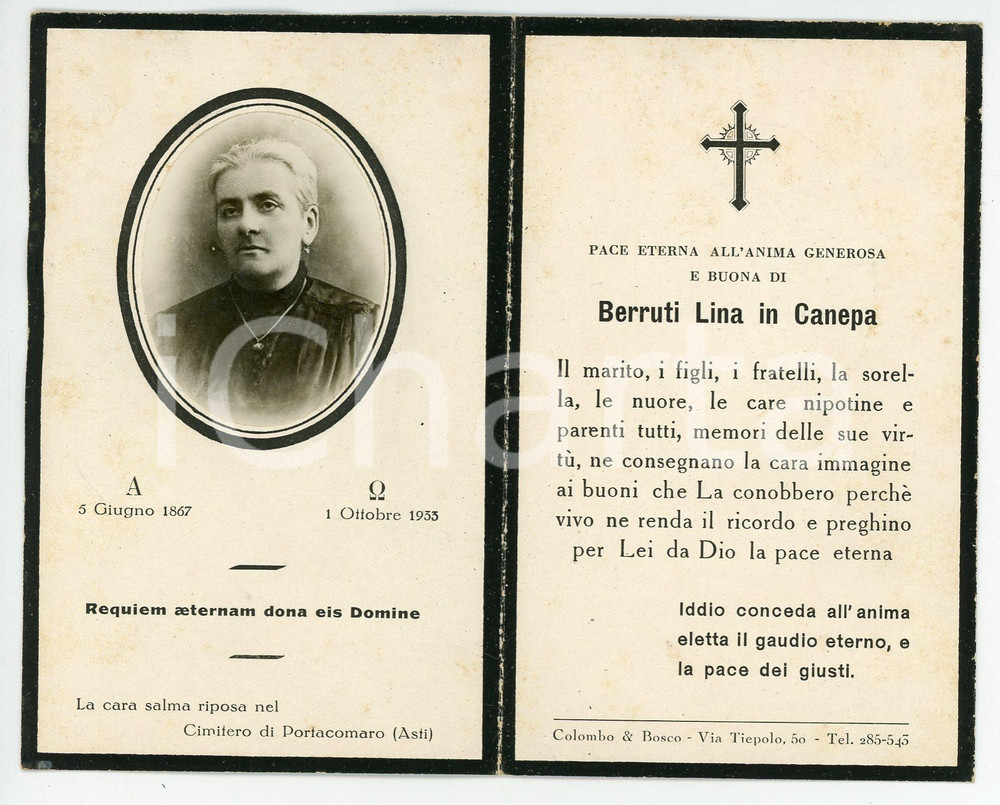 A
5 Giugno 1867
Ω
1 Ottobre 1933
Requiem æternam dona eis Domine
La cara salma riposa nel
Cimitero di Portacomaro (Asti)
PACE ETERNA ALL'ANIMA GENEROSA
E BUONA DI
Berruti Lina in Canepa
Il marito, i figli, i fratelli, la sorel-
la, le nuore, le care nipotine e
parenti tutti, memori delle sue vir-
tù, ne consegnano la cara immagine
ai buoni che La conobbero perchè
vivo ne renda il ricordo e preghino
per Lei da Dio la pace eterna
Iddio conceda all'anima
eletta il gaudio eterno, e
la pace dei giusti.
Colombo & Bosco - Via Tiepolo, 50 - Tel. 285-545
iCharta